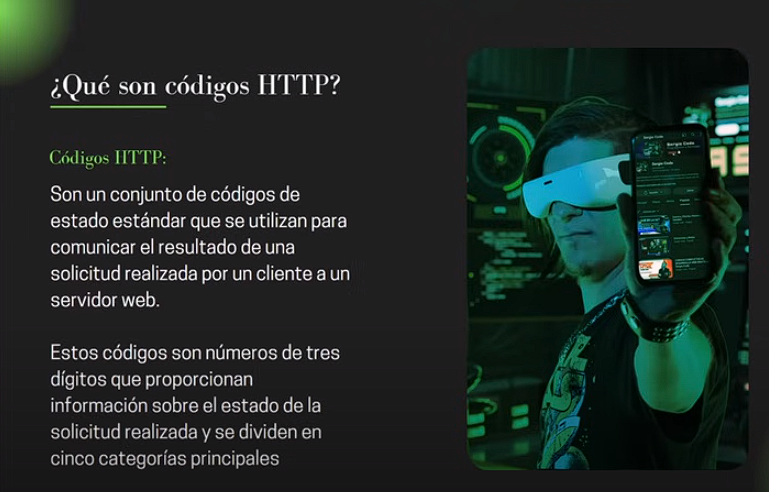 ¿Qué son códigos HTTP?
Códigos HTTP:
Son un conjunto de códigos de
estado estándar que se utilizan para
comunicar el resultado de una
solicitud realizada por un cliente a un
servidor web.
Estos códigos son números de tres
dígitos que proporcionan
información sobre el estado de la
solicitud realizada y se dividen en
cinco categorías principales
Sergio Code